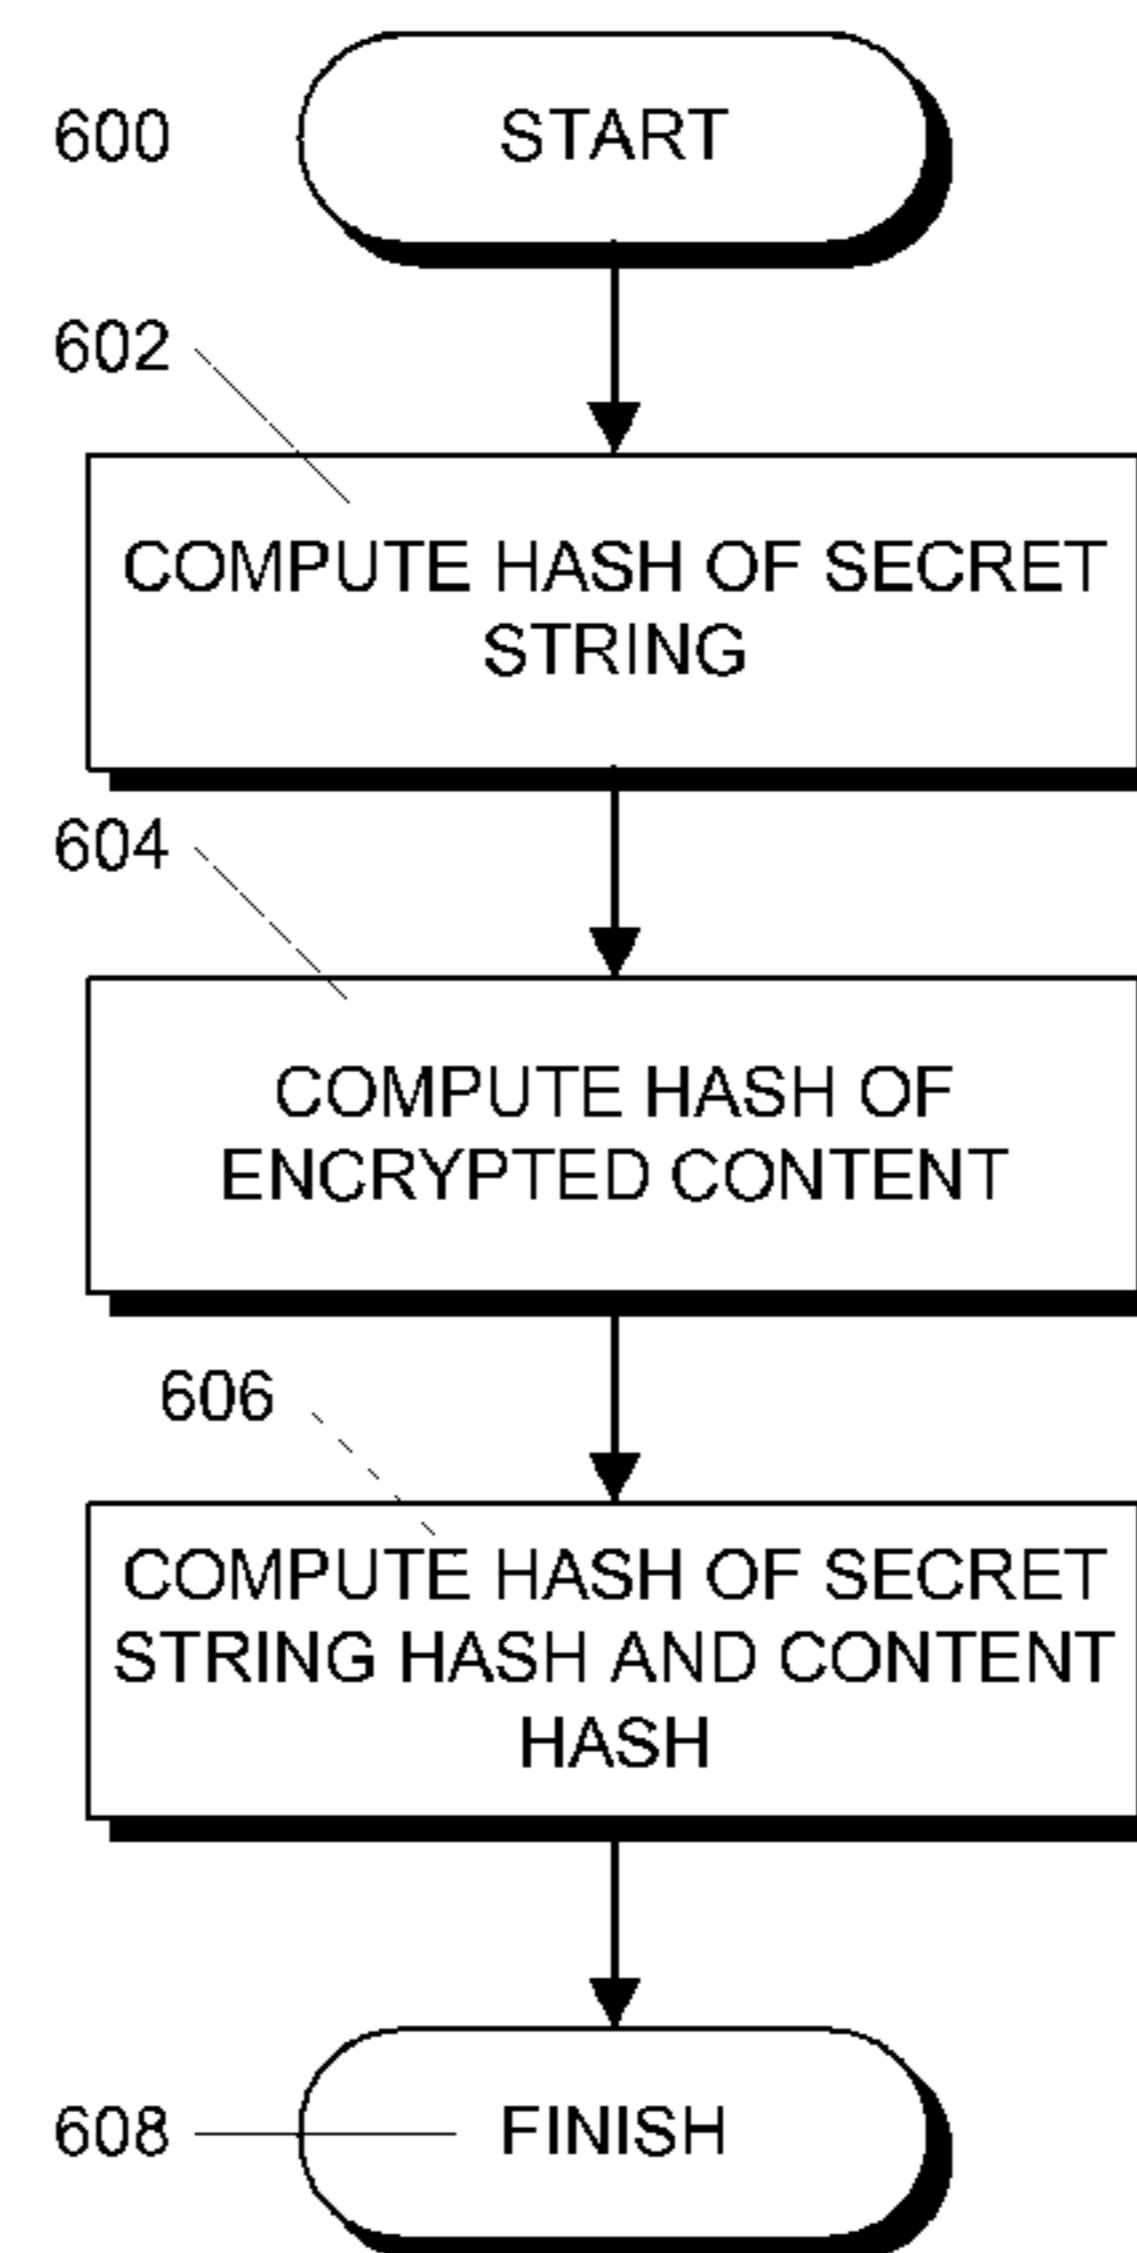 600
START
602
COMPUTE HASH OF SECRET
STRING
604
COMPUTE HASH OF
ENCRYPTED CONTENT
606
COMPUTE HASH OF SECRET
STRING HASH AND CONTENT
HASH
608
FINISH